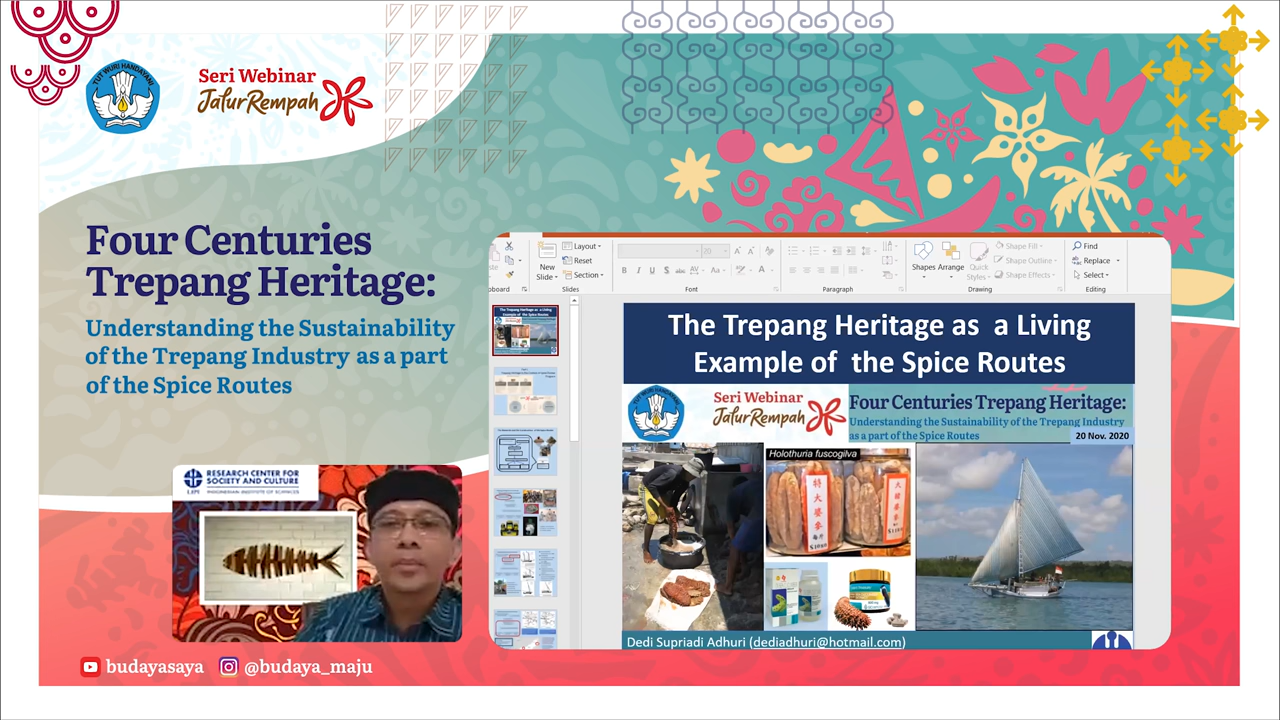 TUT WURI HANDAYANI
Seri Webinar
Jalur Rempah
Four Centuries
Trepang Heritage:
Understanding the Sustainability
of the Trepang Industry as a part
of the Spice Routes
RESEARCH CENTER FOR
SOCIETY AND CULTURE
LIPI INDONESIAN INSTITUTE OF SCIENCES
budayasaya @budaya_maju
New
Slide
Layout
Reset
Section
Slides
Font
Paragraph
Shapes Arrange Quick
Styles
Shape Fill
Shape Outline
Shape Effects
Drawing
Find
Replace
Select
Editing
The Trepang Heritage as a Living
Example of the Spice Routes
Seri Webinar
Jalur Rempah
Four Centuries Trepang Heritage:
Understanding the Sustainability of the Trepang Industry
as a part of the Spice Routes
20 Nov. 2020
Holothuria fuscogilva
Dedi Supriadi Adhuri (dediadhuri@hotmail.com)